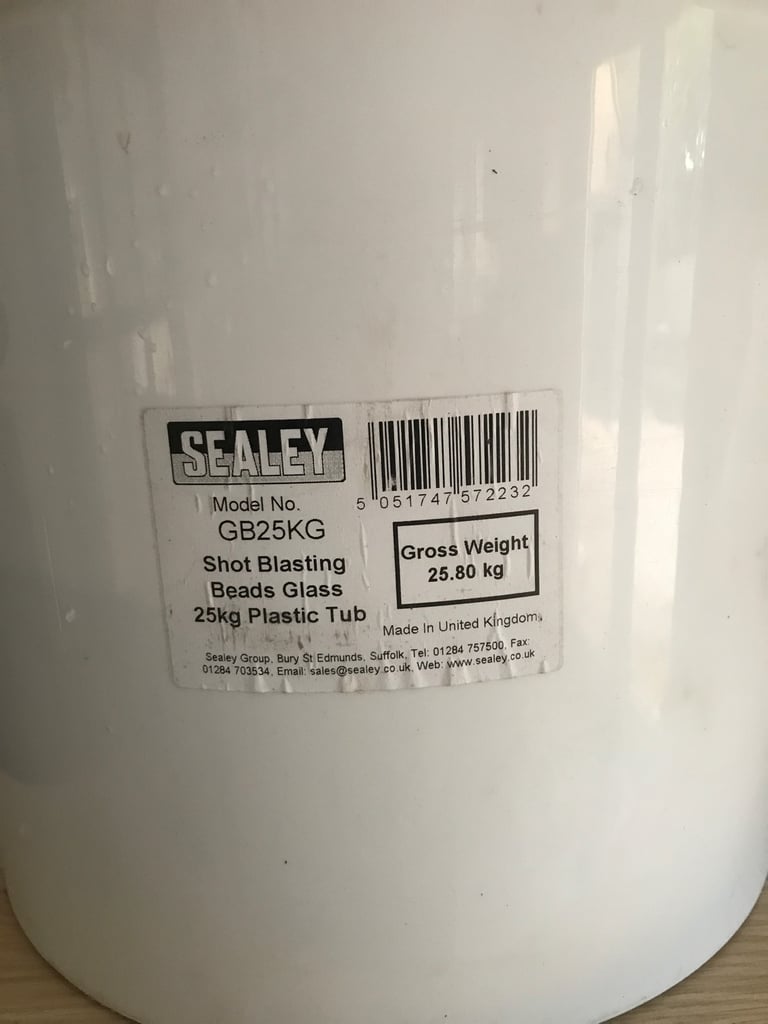 SEALEY
Model No.
GB25KG
Shot Blasting
Beads Glass
25kg Plastic Tub
5 051747 572232
Gross Weight
25.80 kg
Made In United Kingdom.
Sealey Group, Bury St Edmunds, Suffolk, Tel: 01284 757500, Fax:
01284 703534, Email: sales@sealey.co.uk, Web: www.sealey.co.uk